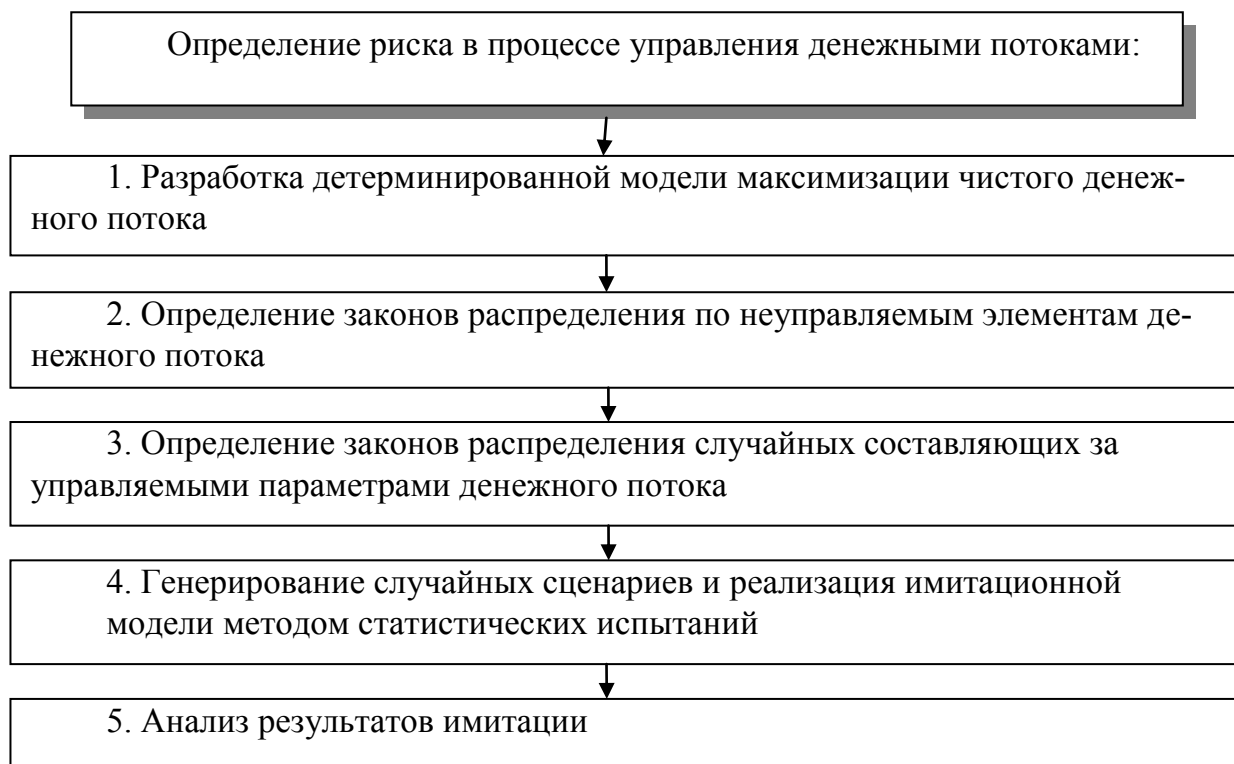 Определение риска в процессе управления денежными потоками:
1. Разработка детерминированной модели максимизации чистого денеж-
ного потока
2. Определение законов распределения по неуправляемым элементам де-
нежного потока
3. Определение законов распределения случайных составляющих за
управляемыми параметрами денежного потока
4. Генерирование случайных сценариев и реализация имитационной
модели методом статистических испытаний
5. Анализ результатов имитации